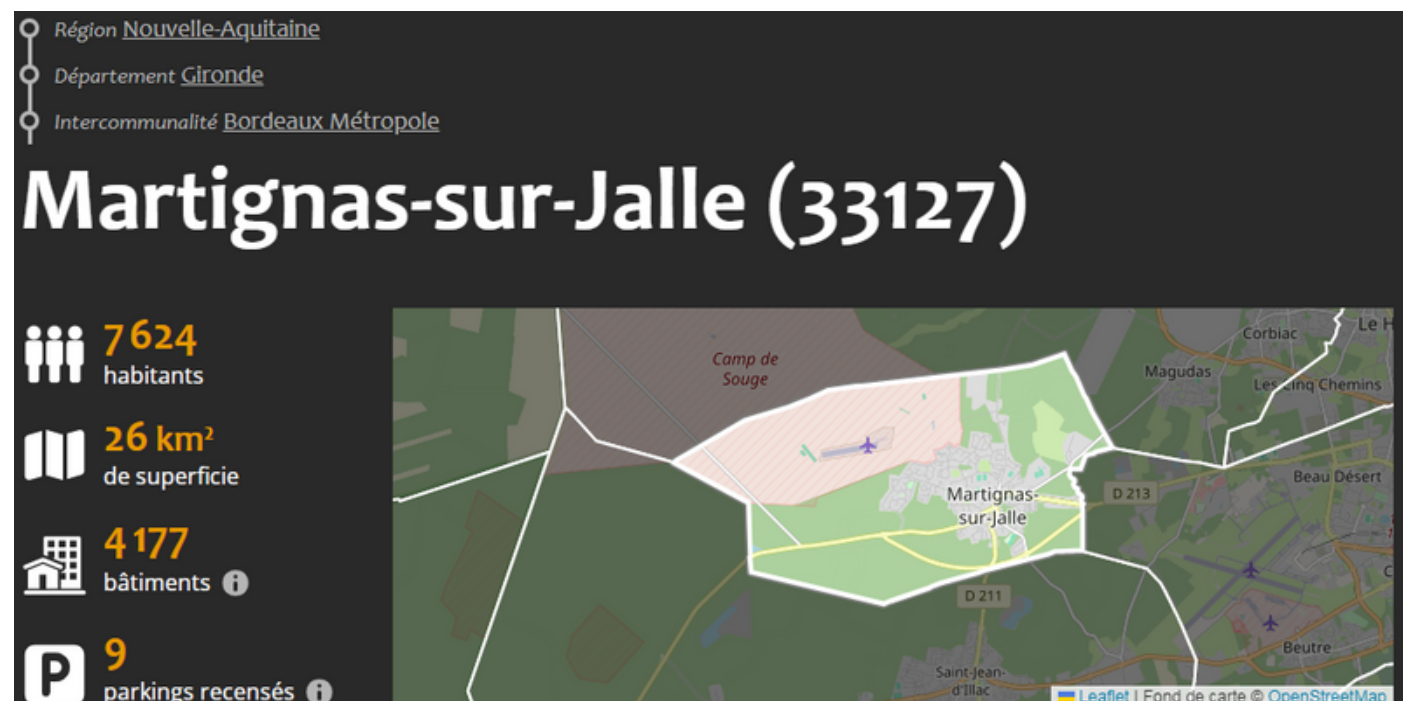 Région Nouvelle-Aquitaine
Département Gironde
Intercommunalité Bordeaux Métropole
Martignas-sur-Jalle (33127)
7 624
habitants
26 km²
de superficie
4 177
bâtiments
9
parkings recensés
Camp de
Souge
Corbiac
Le H
Magudas
Les Cinq Chemins
Beau Désert
Martignas-
sur-Jalle
D 213
D 211
Beutre
Saint-Jean-
d'Illac
Leaflet | Fond de carte © OpenStreetMap